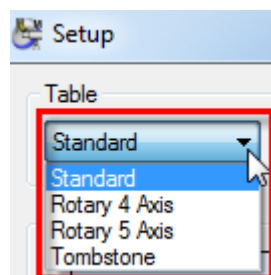 Setup
Table
Standard
Standard
Rotary 4 Axis
Rotary 5 Axis
Tombstone